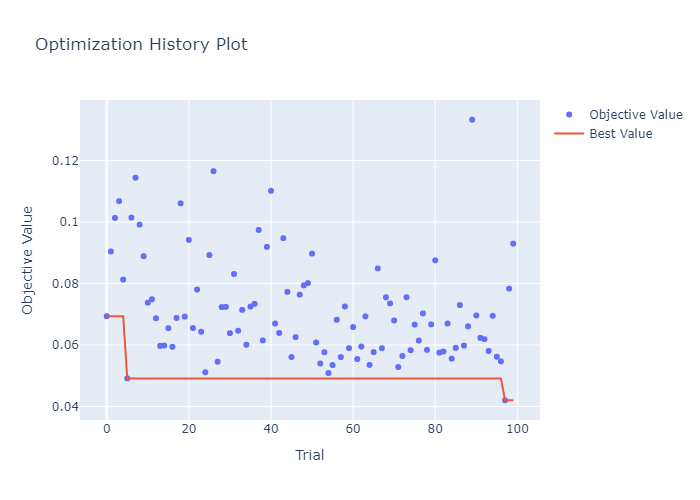 Optimization History Plot
Objective Value
Best Value
0.12
0.1
0.08
0.06
0.04
Objective Value
0 20 40 60 80 100
Trial